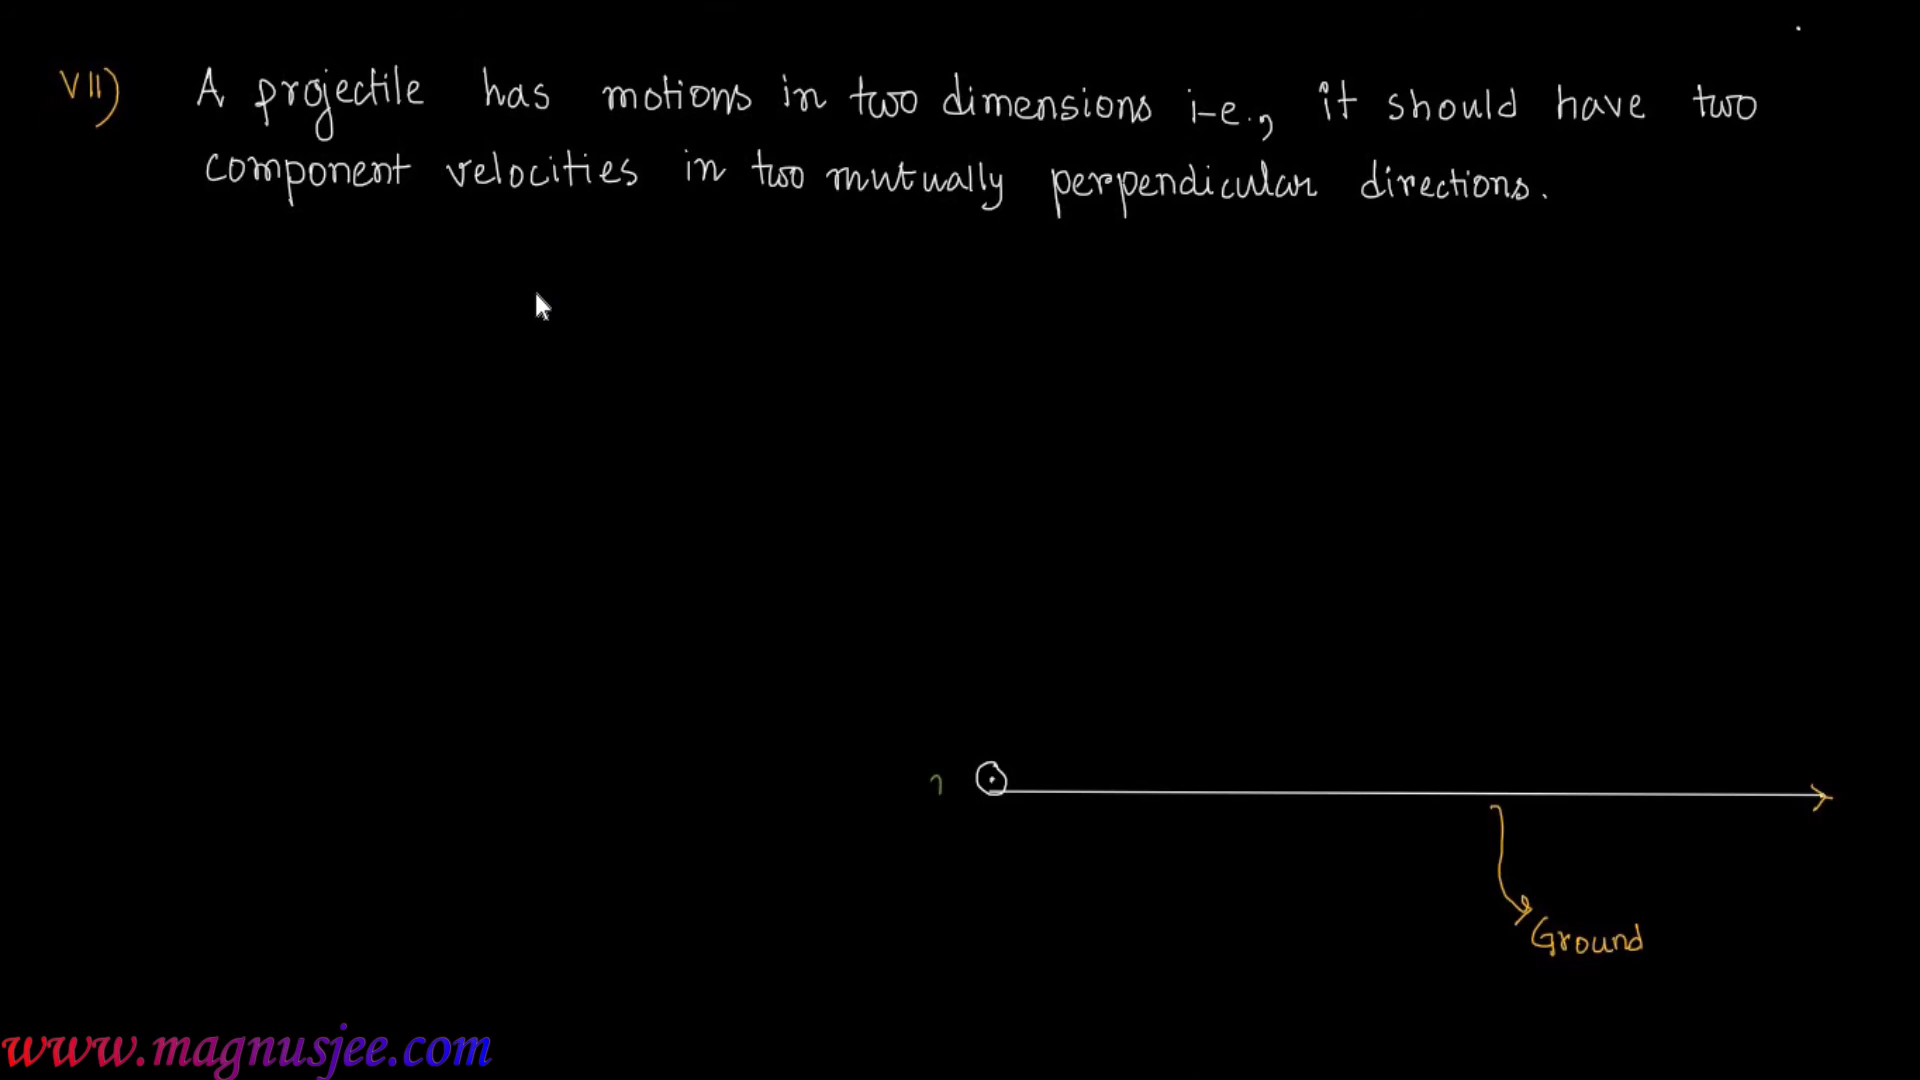 VII) A projectile has motions in two dimensions i-e., it should have two
component velocities in two mutually perpendicular directions.
Ground
www.magnusjee.com